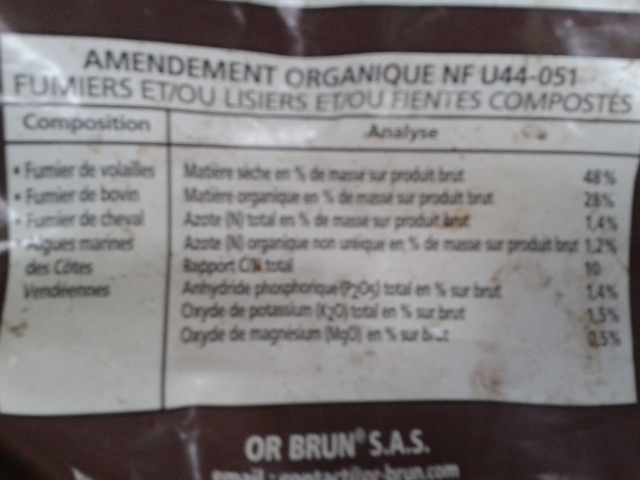 AMENDEMENT ORGANIQUE NF U44-051
FUMIERS ET/OU LISIERS ET/OU FIENTES COMPOSTÉS
Composition
Analyse
• Fumier de volailles
• Fumier de bovin
• Fumier de cheval
• Algues marines
des Côtes
Vendéennes
Matière sèche en % de masse sur produit brut 48%
Matière organique en % de masse sur produit brut 28%
Azote (N) total en % de masse sur produit brut 1,4%
Azote (N) organique non uréique en % de masse sur produit brut 1,2%
Rapport C/N total 10
Anhydride phosphorique (P2O5) total en % sur brut 1,4%
Oxyde de potassium (K2O) total en % sur brut 1,5%
Oxyde de magnésium (MgO) en % sur brut 0,5%
OR BRUN® S.A.S.
email : contact@or-brun.com